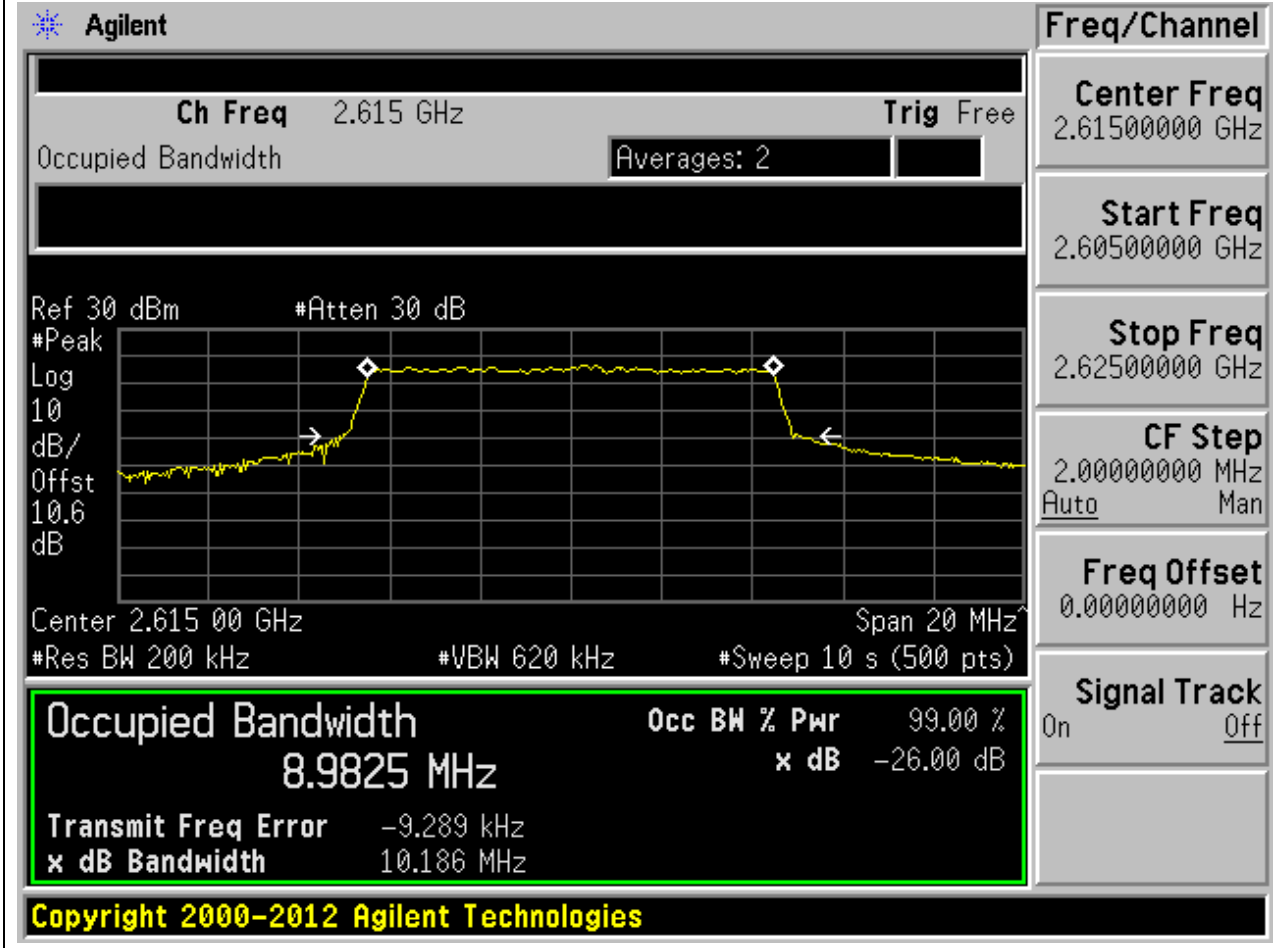 Agilent
Freq/Channel
Ch Freq 2.615 GHz Trig Free
Occupied Bandwidth Averages: 2
Center Freq
2.61500000 GHz
Start Freq
2.60500000 GHz
Stop Freq
2.62500000 GHz
CF Step
2.00000000 MHz
Auto Man
Freq Offset
0.00000000 Hz
Signal Track
On Off
Ref 30 dBm #Atten 30 dB
#Peak
Log
10
dB/
Offst
10.6
dB
Center 2.615 00 GHz Span 20 MHz^
#Res BW 200 kHz #VBW 620 kHz #Sweep 10 s (500 pts)
Occupied Bandwidth Occ BW % Pwr 99.00 %
8.9825 MHz x dB -26.00 dB
Transmit Freq Error -9.289 kHz
x dB Bandwidth 10.186 MHz
Copyright 2000-2012 Agilent Technologies